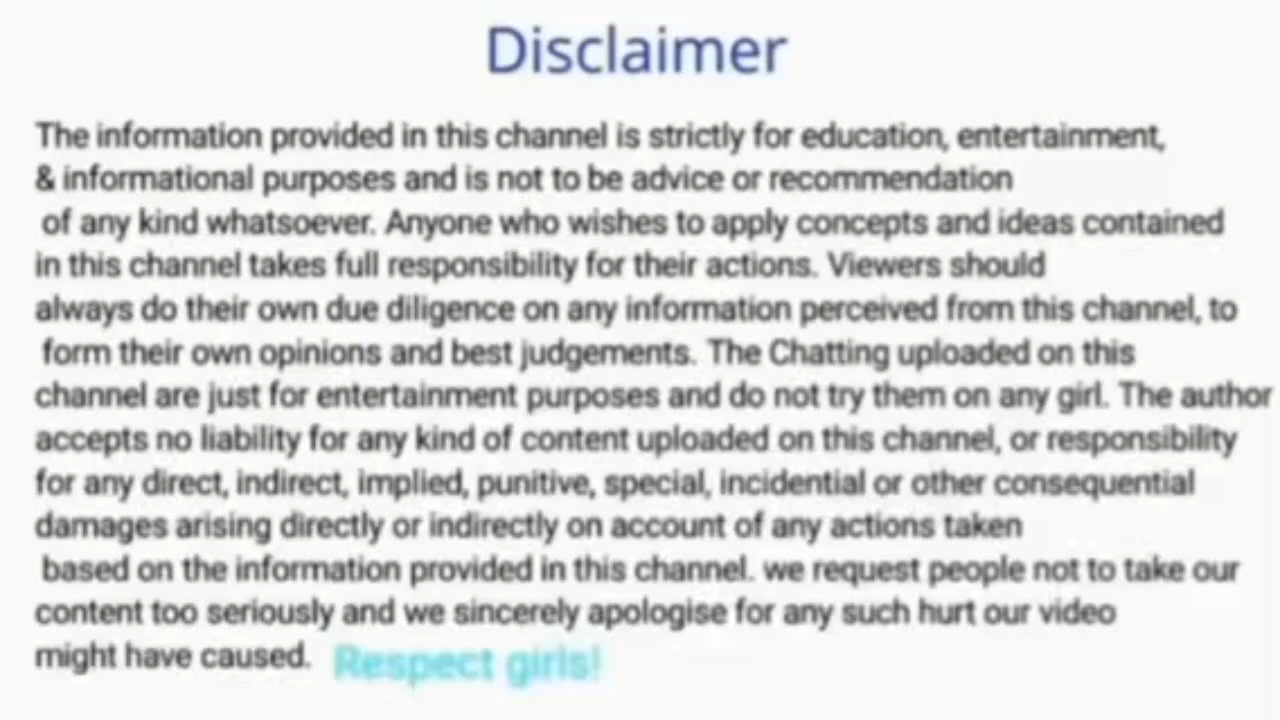 Disclaimer
The information provided in this channel is strictly for education, entertainment,
& informational purposes and is not to be advice or recommendation
of any kind whatsoever. Anyone who wishes to apply concepts and ideas contained
in this channel takes full responsibility for their actions. Viewers should
always do their own due diligence on any information perceived from this channel, to
form their own opinions and best judgements. The Chatting uploaded on this
channel are just for entertainment purposes and do not try them on any girl. The author
accepts no liability for any kind of content uploaded on this channel, or responsibility
for any direct, indirect, implied, punitive, special, incidential or other consequential
damages arising directly or indirectly on account of any actions taken
based on the information provided in this channel. we request people not to take our
content too seriously and we sincerely apologise for any such hurt our video
might have caused. Respect girls!